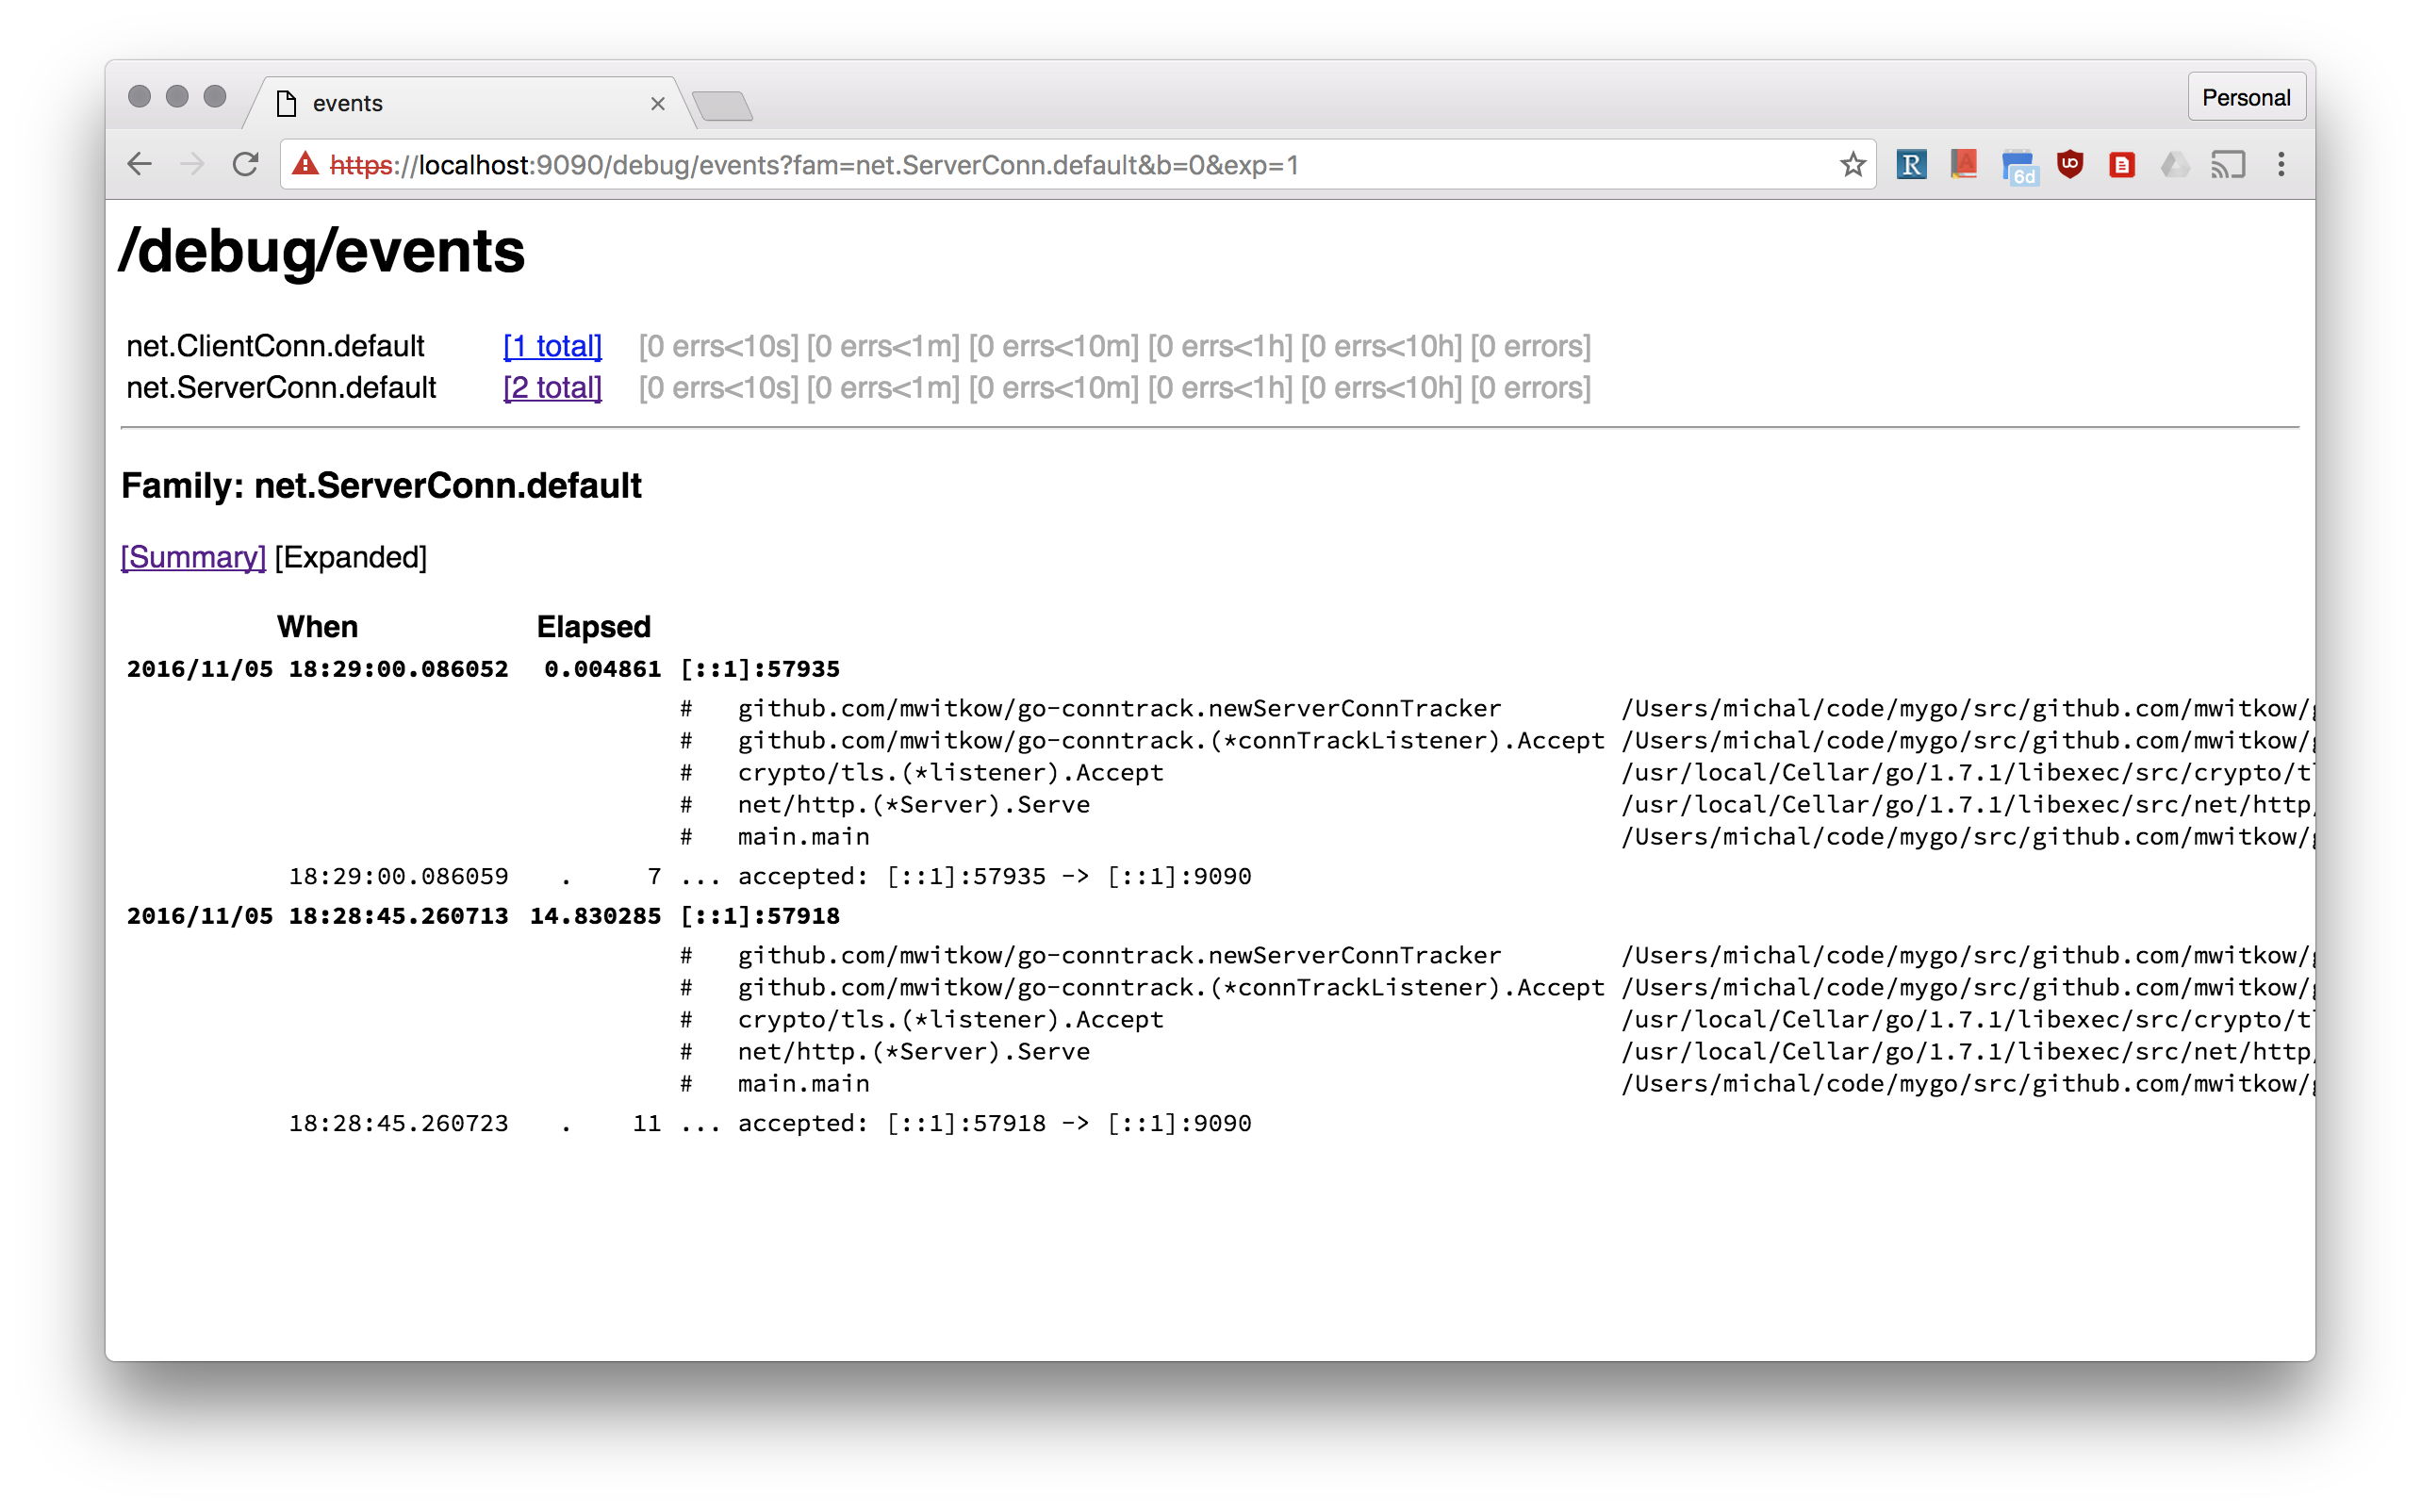 events
Personal
https://localhost:9090/debug/events?fam=net.ServerConn.default&b=0&exp=1
6d
/debug/events
net.ClientConn.default [1 total] [0 errs<10s] [0 errs<1m] [0 errs<10m] [0 errs<1h] [0 errs<10h] [0 errors]
net.ServerConn.default [2 total] [0 errs<10s] [0 errs<1m] [0 errs<10m] [0 errs<1h] [0 errs<10h] [0 errors]
Family: net.ServerConn.default
[Summary] [Expanded]
When Elapsed
2016/11/05 18:29:00.086052 0.004861 [::1]:57935
# github.com/mwitkow/go-conntrack.newServerConnTracker /Users/michal/code/mygo/src/github.com/mwitkow/
# github.com/mwitkow/go-conntrack.(*connTrackListener).Accept /Users/michal/code/mygo/src/github.com/mwitkow/
# crypto/tls.(*listener).Accept /usr/local/Cellar/go/1.7.1/libexec/src/crypto/t
# net/http.(*Server).Serve /usr/local/Cellar/go/1.7.1/libexec/src/net/http/
# main.main /Users/michal/code/mygo/src/github.com/mwitkow/
18:29:00.086059 . 7 ... accepted: [::1]:57935 -> [::1]:9090
2016/11/05 18:28:45.260713 14.830285 [::1]:57918
# github.com/mwitkow/go-conntrack.newServerConnTracker /Users/michal/code/mygo/src/github.com/mwitkow/
# github.com/mwitkow/go-conntrack.(*connTrackListener).Accept /Users/michal/code/mygo/src/github.com/mwitkow/
# crypto/tls.(*listener).Accept /usr/local/Cellar/go/1.7.1/libexec/src/crypto/t
# net/http.(*Server).Serve /usr/local/Cellar/go/1.7.1/libexec/src/net/http/
# main.main /Users/michal/code/mygo/src/github.com/mwitkow/
18:28:45.260723 . 11 ... accepted: [::1]:57918 -> [::1]:9090